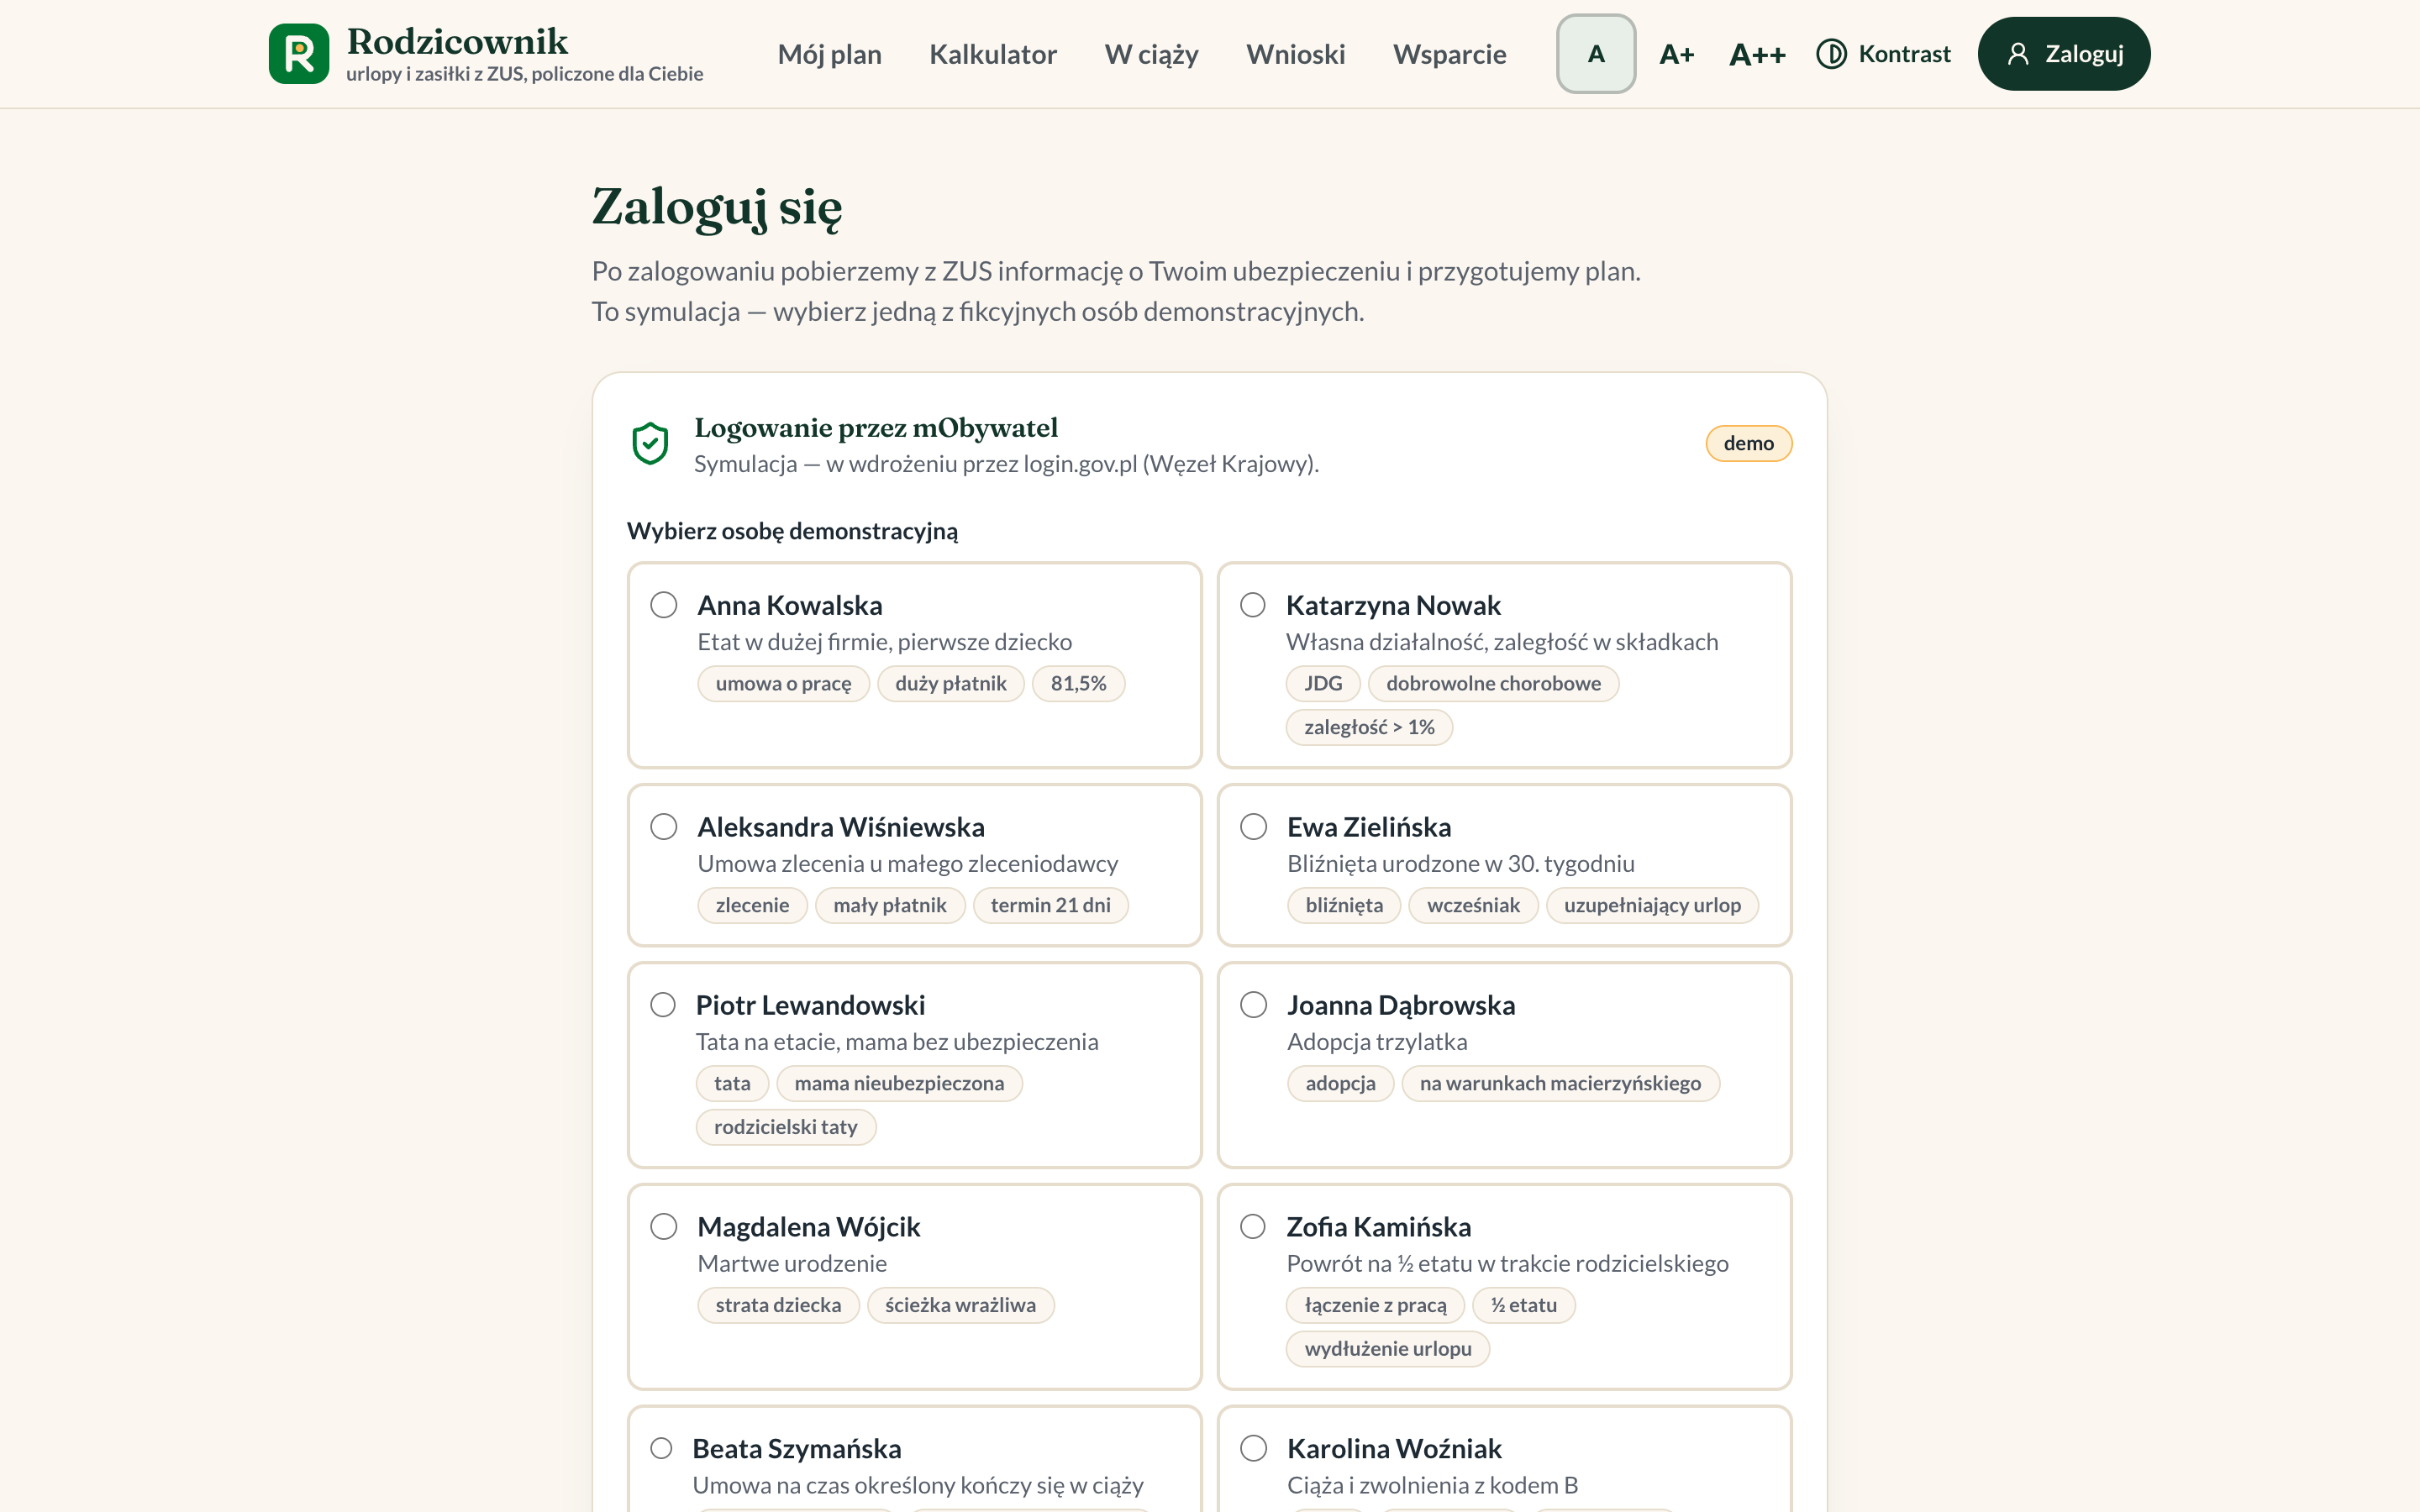 Rodzicownik
urlopy i zasiłki z ZUS, policzone dla Ciebie
Mój plan
Kalkulator
W ciąży
Wnioski
Wsparcie
A
A+
A++
Kontrast
Zaloguj
Zaloguj się
Po zalogowaniu pobierzemy z ZUS informację o Twoim ubezpieczeniu i przygotujemy plan.
To symulacja — wybierz jedną z fikcyjnych osób demonstracyjnych.
Logowanie przez mObywatel
Symulacja — w wdrożeniu przez login.gov.pl (Węzeł Krajowy).
demo
Wybierz osobę demonstracyjną
Anna Kowalska
Etat w dużej firmie, pierwsze dziecko
umowa o pracę
duży płatnik
81,5%
Katarzyna Nowak
Własna działalność, zaległość w składkach
JDG
dobrowolne chorobowe
zaległość > 1%
Aleksandra Wiśniewska
Umowa zlecenia u małego zleceniodawcy
zlecenie
mały płatnik
termin 21 dni
Ewa Zielińska
Bliźnięta urodzone w 30. tygodniu
bliźnięta
wcześniak
uzupełniający urlop
Piotr Lewandowski
Tata na etacie, mama bez ubezpieczenia
tata
mama nieubezpieczona
rodzicielski taty
Joanna Dąbrowska
Adopcja trzylatka
adopcja
na warunkach macierzyńskiego
Magdalena Wójcik
Martwe urodzenie
strata dziecka
ścieżka wrażliwa
Zofia Kamińska
Powrót na ½ etatu w trakcie rodzicielskiego
łączenie z pracą
½ etatu
wydłużenie urlopu
Beata Szymańska
Umowa na czas określony kończy się w ciąży
Karolina Woźniak
Ciąża i zwolnienia z kodem B